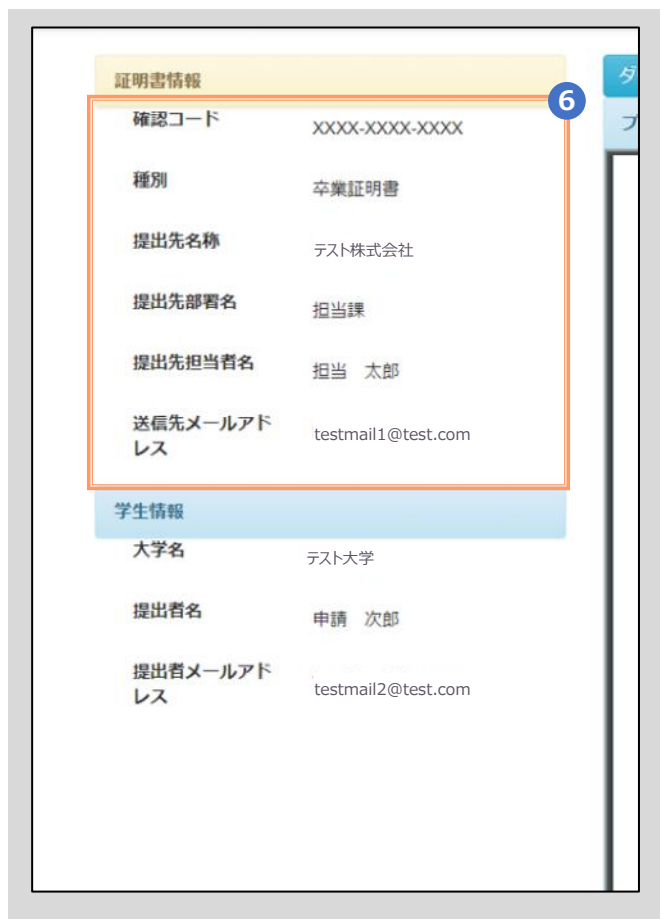 証明書情報
6
確認コード XXXX-XXXX-XXXX
種別 卒業証明書
提出先名称 テスト株式会社
提出先部署名 担当課
提出先担当者名 担当　太郎
送信先メールアド
レス testmail1@test.com
学生情報
大学名 テスト大学
提出者名 申請　次郎
提出者メールアド
レス testmail2@test.com
ダ
プ